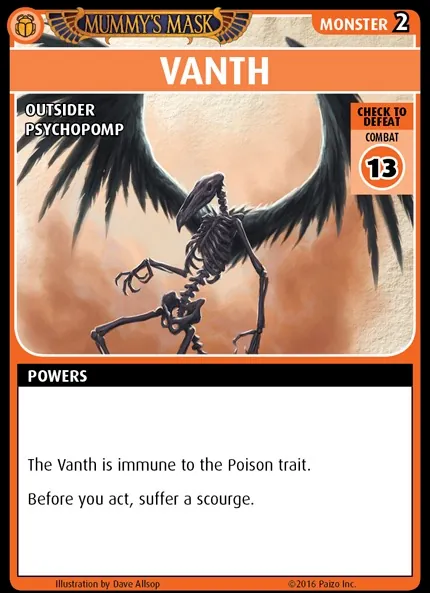 MUMMY'S MASK
MONSTER 2
VANTH
OUTSIDER
PSYCHOPOMP
CHECK TO
DEFEAT
COMBAT
13
POWERS
The Vanth is immune to the Poison trait.
Before you act, suffer a scourge.
Illustration by Dave Allsop ©2016 Paizo Inc.